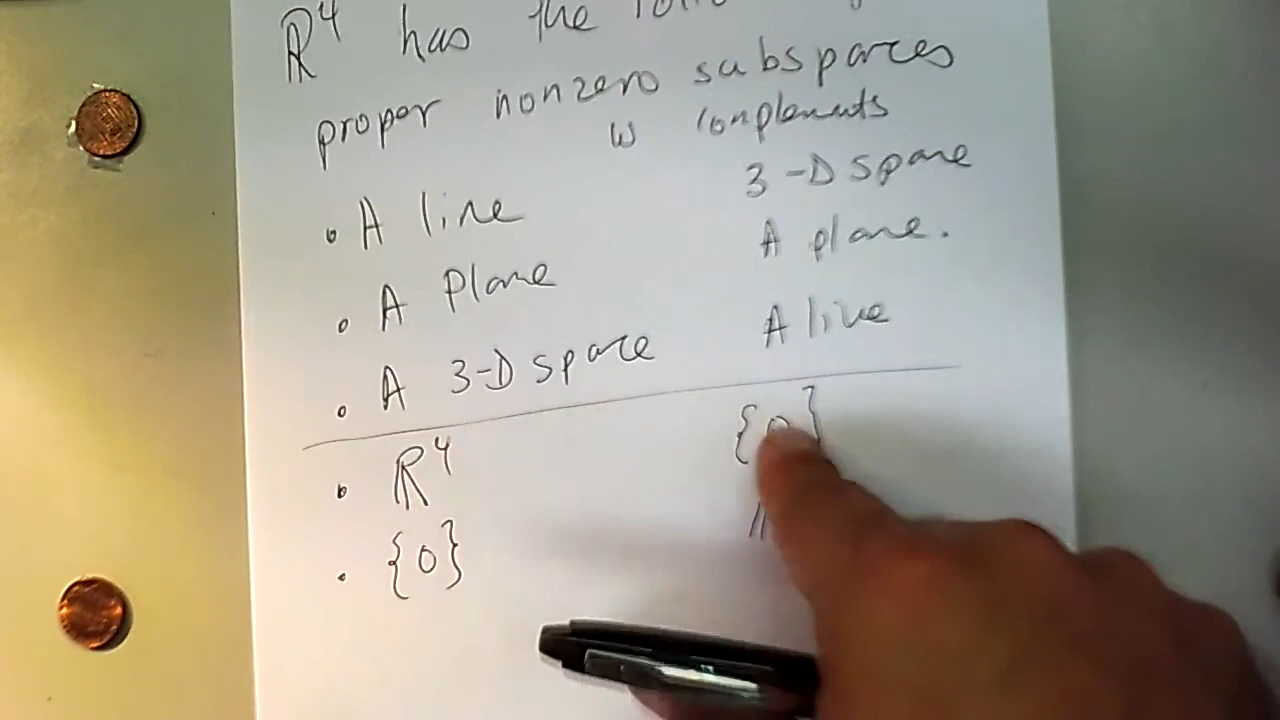 R⁴ has the
proper nonzero subspaces
w complements
• A line 3-D space
• A Plane A plane.
• A 3-D space A line
• R⁴ {0}
• {0}